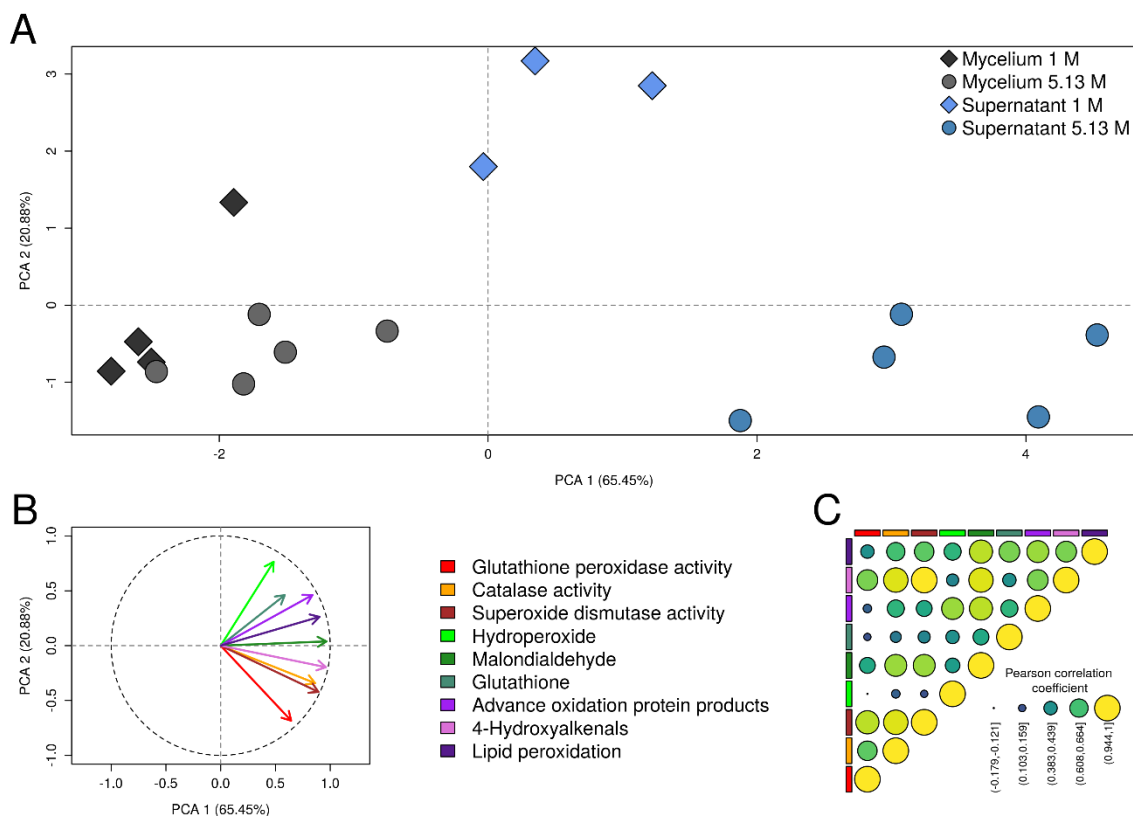 A
Mycelium 1 M
Mycelium 5.13 M
Supernatant 1 M
Supernatant 5.13 M
3
2
1
0
-1
PCA 2 (20.88%)
-2
0
2
4
PCA 1 (65.45%)
B
1.0
0.5
0.0
-0.5
-1.0
PCA 2 (20.88%)
-1.0
-0.5
0.0
0.5
1.0
PCA 1 (65.45%)
Glutathione peroxidase activity
Catalase activity
Superoxide dismutase activity
Hydroperoxide
Malondialdehyde
Glutathione
Advance oxidation protein products
4-Hydroxyalkenals
Lipid peroxidation
C
Pearson correlation
coefficient
(-0.179,-0.121]
(0.103,0.159]
(0.383,0.439]
(0.608,0.664]
(0.944,1]